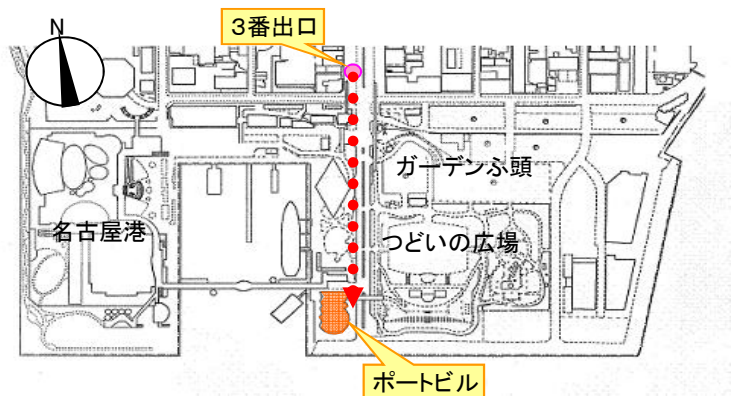 3番出口
N
ガーデンふ頭
名古屋港
つどいの広場
ポートビル